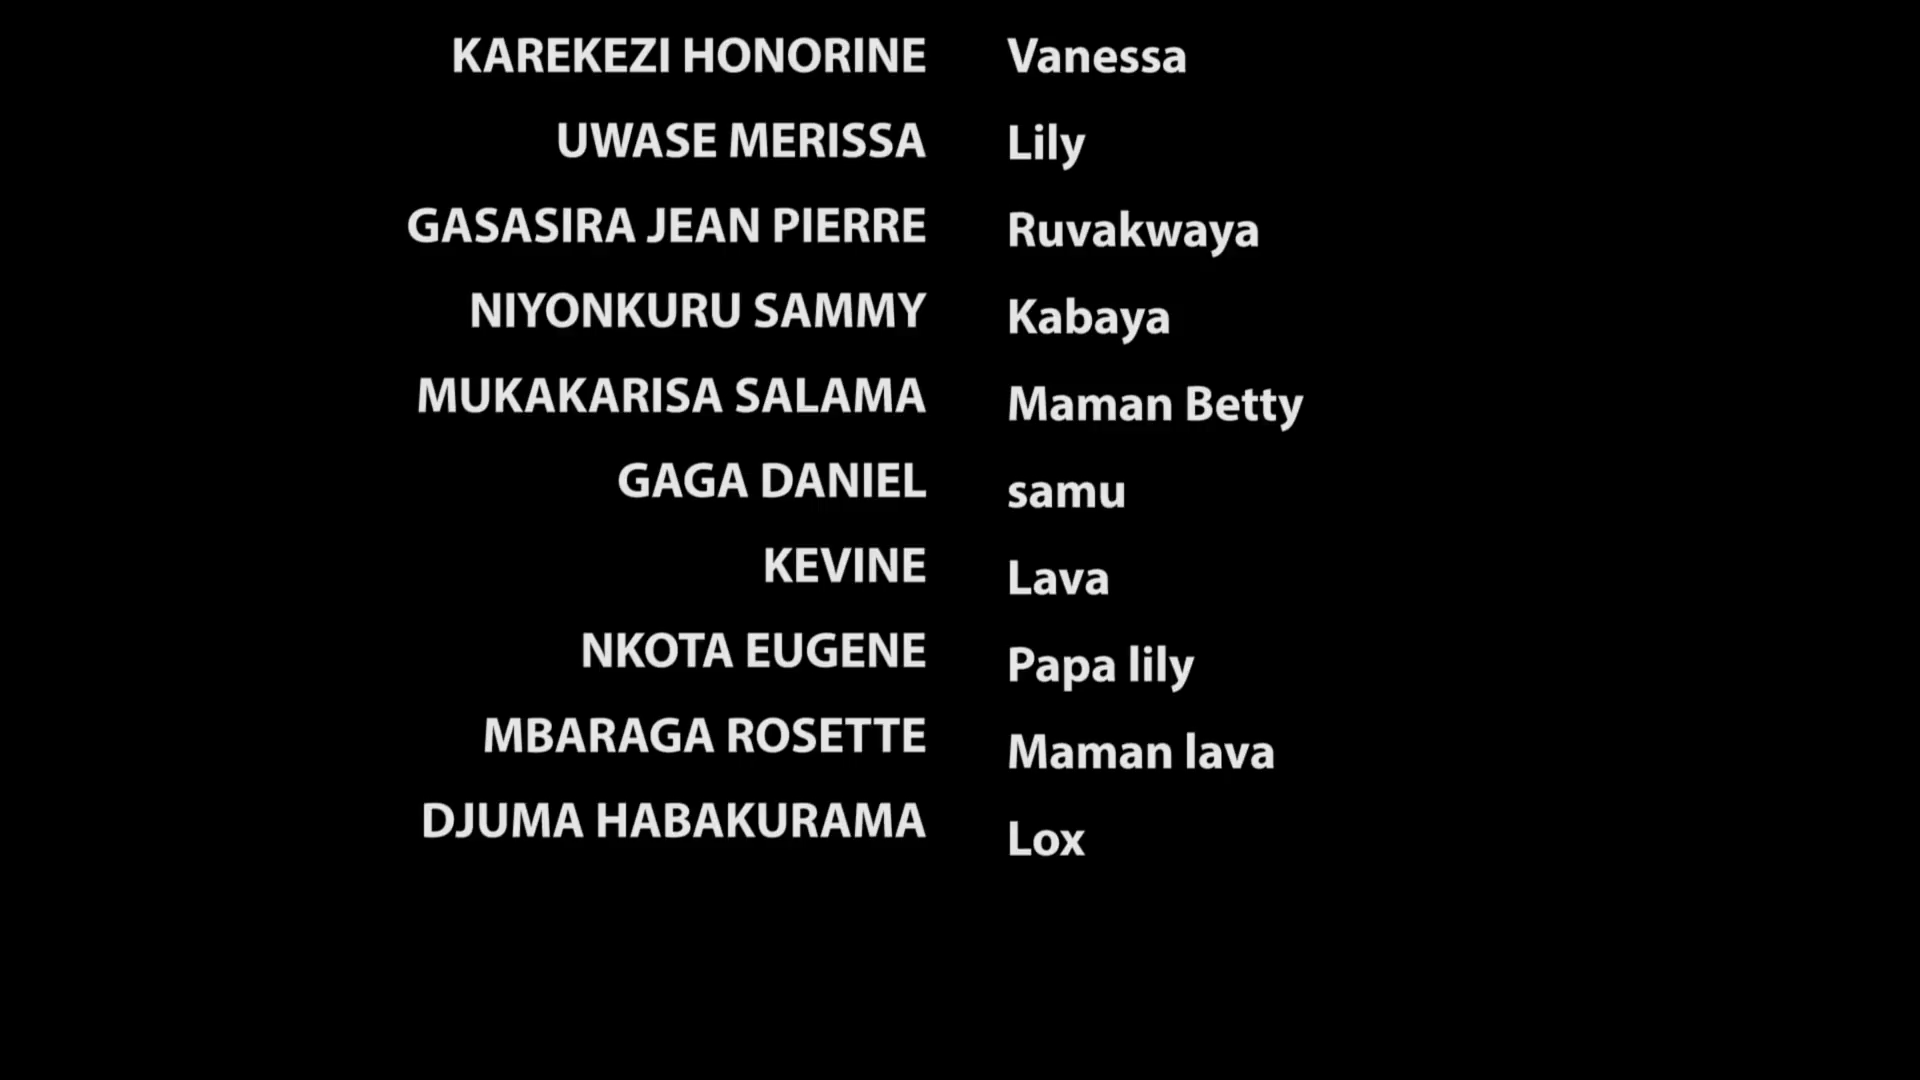 KAREKEZI HONORINE Vanessa
UWASE MERISSA Lily
GASASIRA JEAN PIERRE Ruvakwaya
NIYONKURU SAMMY Kabaya
MUKAKARISA SALAMA Maman Betty
GAGA DANIEL samu
KEVINE Lava
NKOTA EUGENE Papa lily
MBARAGA ROSETTE Maman lava
DJUMA HABAKURAMA Lox